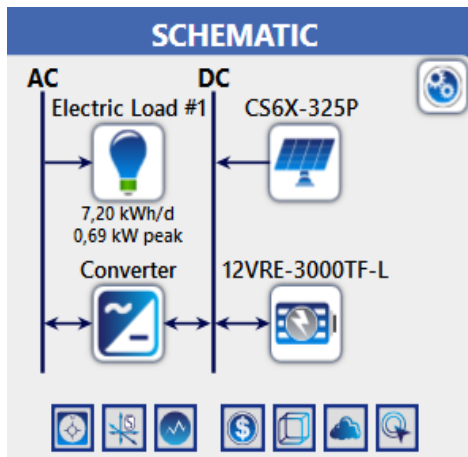 SCHEMATIC
AC DC
Electric Load #1 CS6X-325P
7,20 kWh/d
0,69 kW peak
Converter 12VRE-3000TF-L